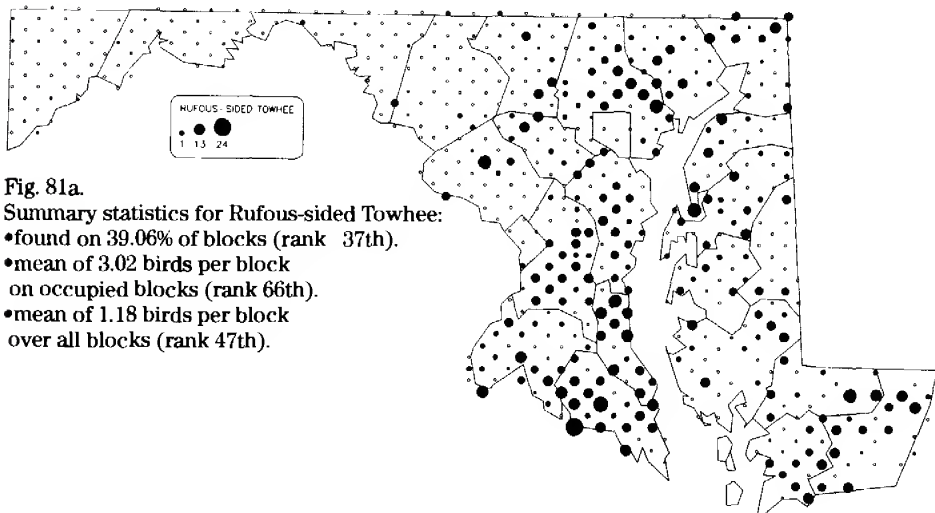 RUFOUS-SIDED TOWHEE
1 13 24
Fig. 81a.
Summary statistics for Rufous-sided Towhee:
•found on 39.06% of blocks (rank 37th).
•mean of 3.02 birds per block
on occupied blocks (rank 66th).
•mean of 1.18 birds per block
over all blocks (rank 47th).